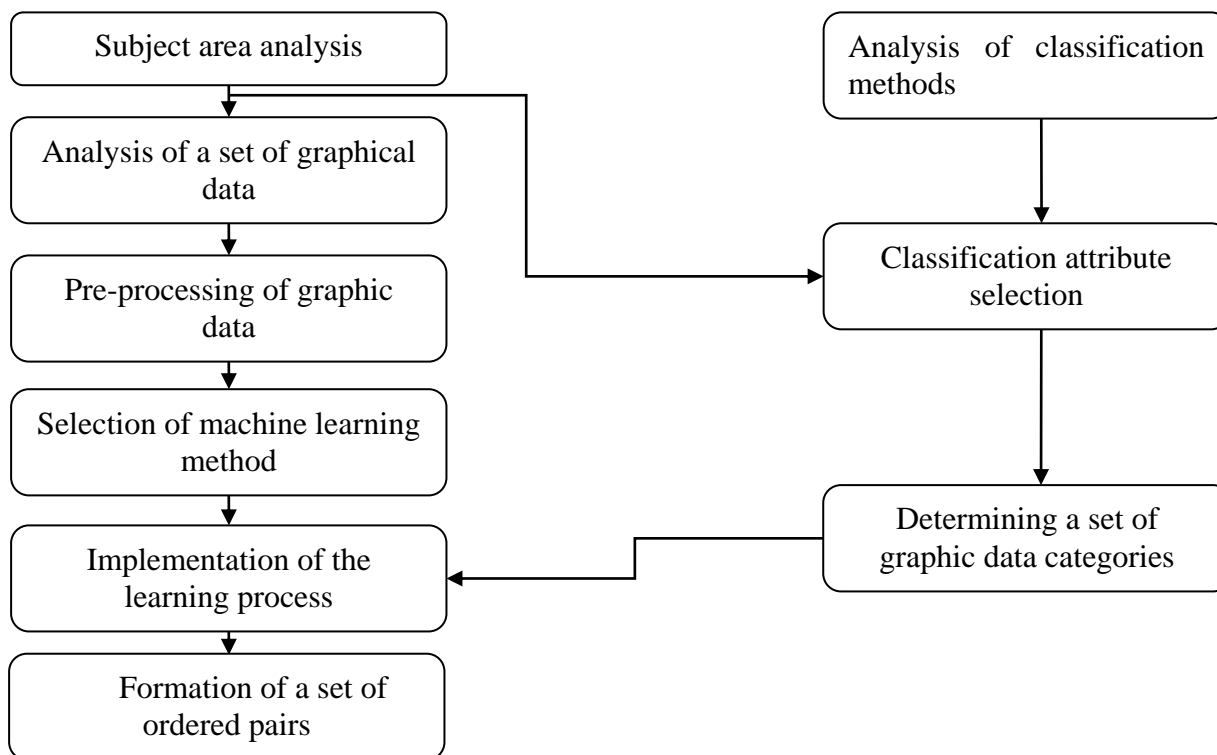 Subject area analysis
Analysis of a set of graphical
data
Pre-processing of graphic
data
Selection of machine learning
method
Implementation of the
learning process
Formation of a set of
ordered pairs
Analysis of classification
methods
Classification attribute
selection
Determining a set of
graphic data categories